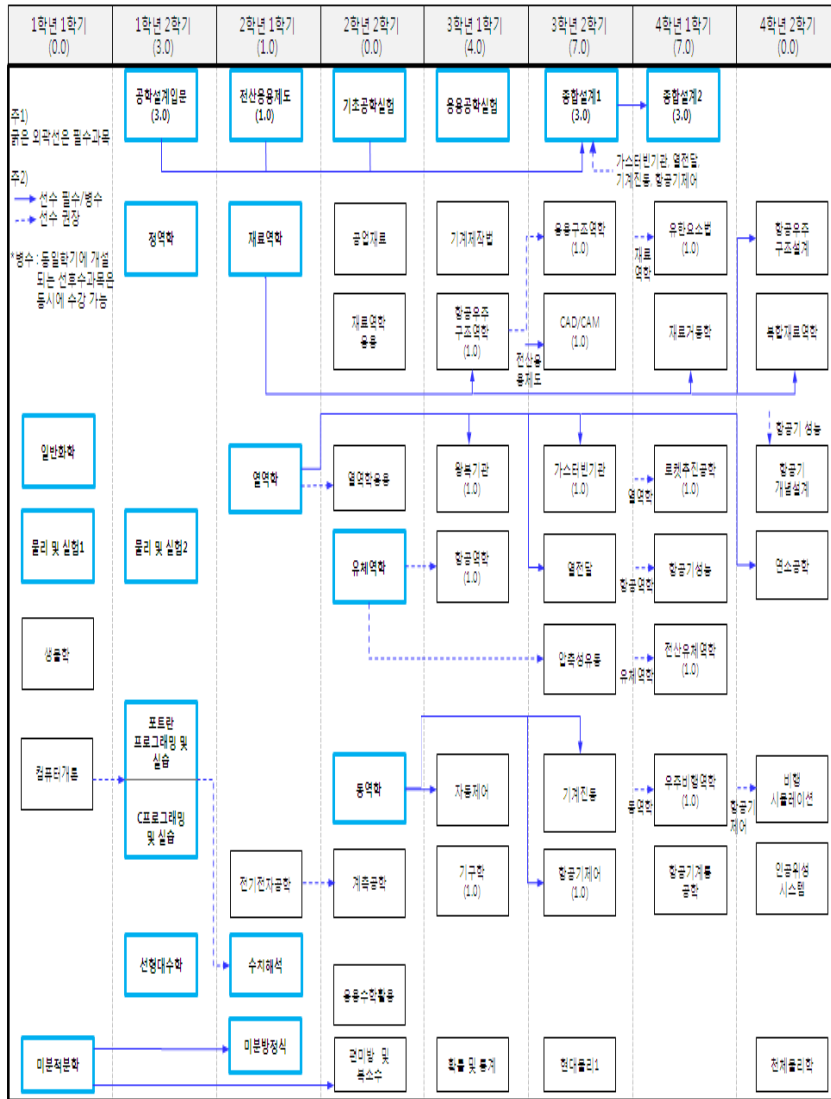 1학년 1학기
(0.0)
1학년 2학기
(3.0)
2학년 1학기
(1.0)
2학년 2학기
(0.0)
3학년 1학기
(4.0)
3학년 2학기
(7.0)
4학년 1학기
(7.0)
4학년 2학기
(0.0)
주1)
굵은 외곽선은 필수과목
주2)
선수 필수/병수
선수 권장
*병수 : 동일학기에 개설
되는 선후수과목은
동시에 수강 가능
공학설계입문
(3.0)
전산응용제도
(1.0)
기초공학실험
응용공학실험
종합설계1
(3.0)
종합설계2
(3.0)
가스터빈기관, 열전달,
기계진동, 항공기제어
정역학
재료역학
공업재료
기계제작법
응용구조역학
(1.0)
재료
역학
유한요소법
(1.0)
항공우주
구조설계
재료역학
응용
항공우주
구조역학
(1.0)
전산응
용제도
CAD/CAM
(1.0)
재료거동학
복합재료역학
일반화학
열역학
열역학응용
왕복기관
(1.0)
가스터빈기관
(1.0)
열역학
로켓추진공학
(1.0)
항공기 성능
항공기
개념설계
물리 및 실험1
물리 및 실험2
유체역학
항공역학
(1.0)
열전달
항공역학
항공기성능
연소공학
생물학
압축성유동
유체역학
전산유체역학
(1.0)
컴퓨터개론
포트란
프로그래밍 및
실습
C프로그래밍
및 실습
동역학
자동제어
기계진동
동역학
우주비행역학
(1.0)
항공기
제어
비행
시뮬레이션
전기전자공학
계측공학
기구학
(1.0)
항공기제어
(1.0)
항공기계통
공학
인공위성
시스템
선형대수학
수치해석
응용수학활용
미분적분학
미분방정식
편미방 및
복소수
확률 및 통계
현대물리1
천체물리학